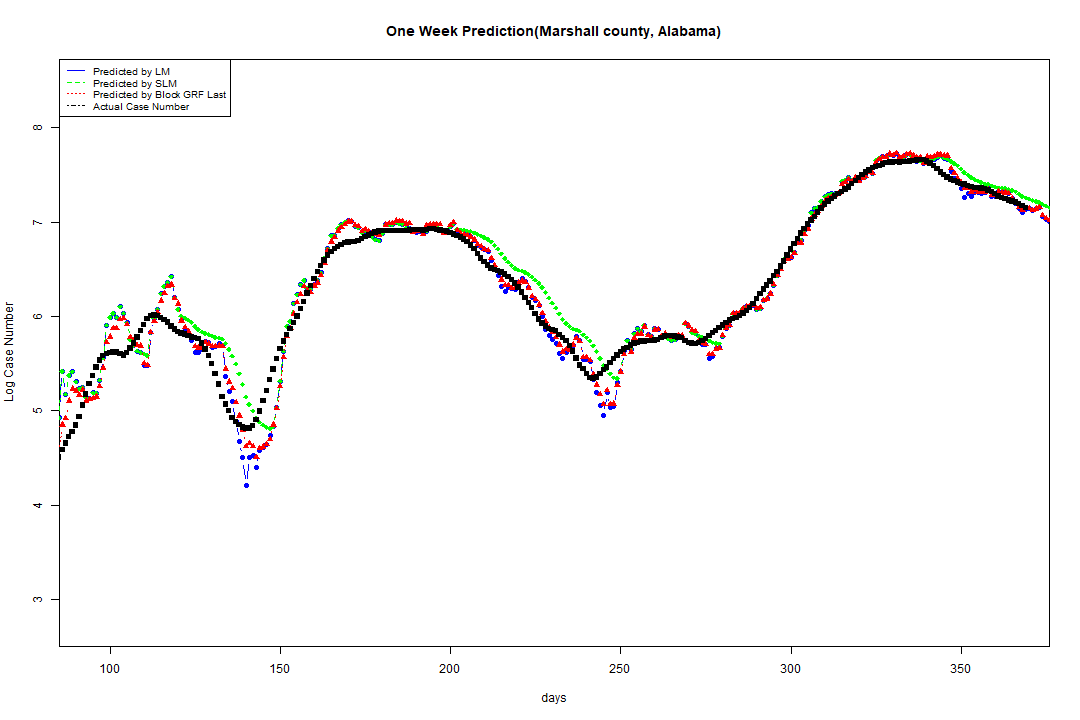 One Week Prediction(Marshall county, Alabama)
Predicted by LM
Predicted by SLM
Predicted by Block GRF Last
Actual Case Number
8
7
6
5
4
3
Log Case Number
100 150 200 250 300 350
days